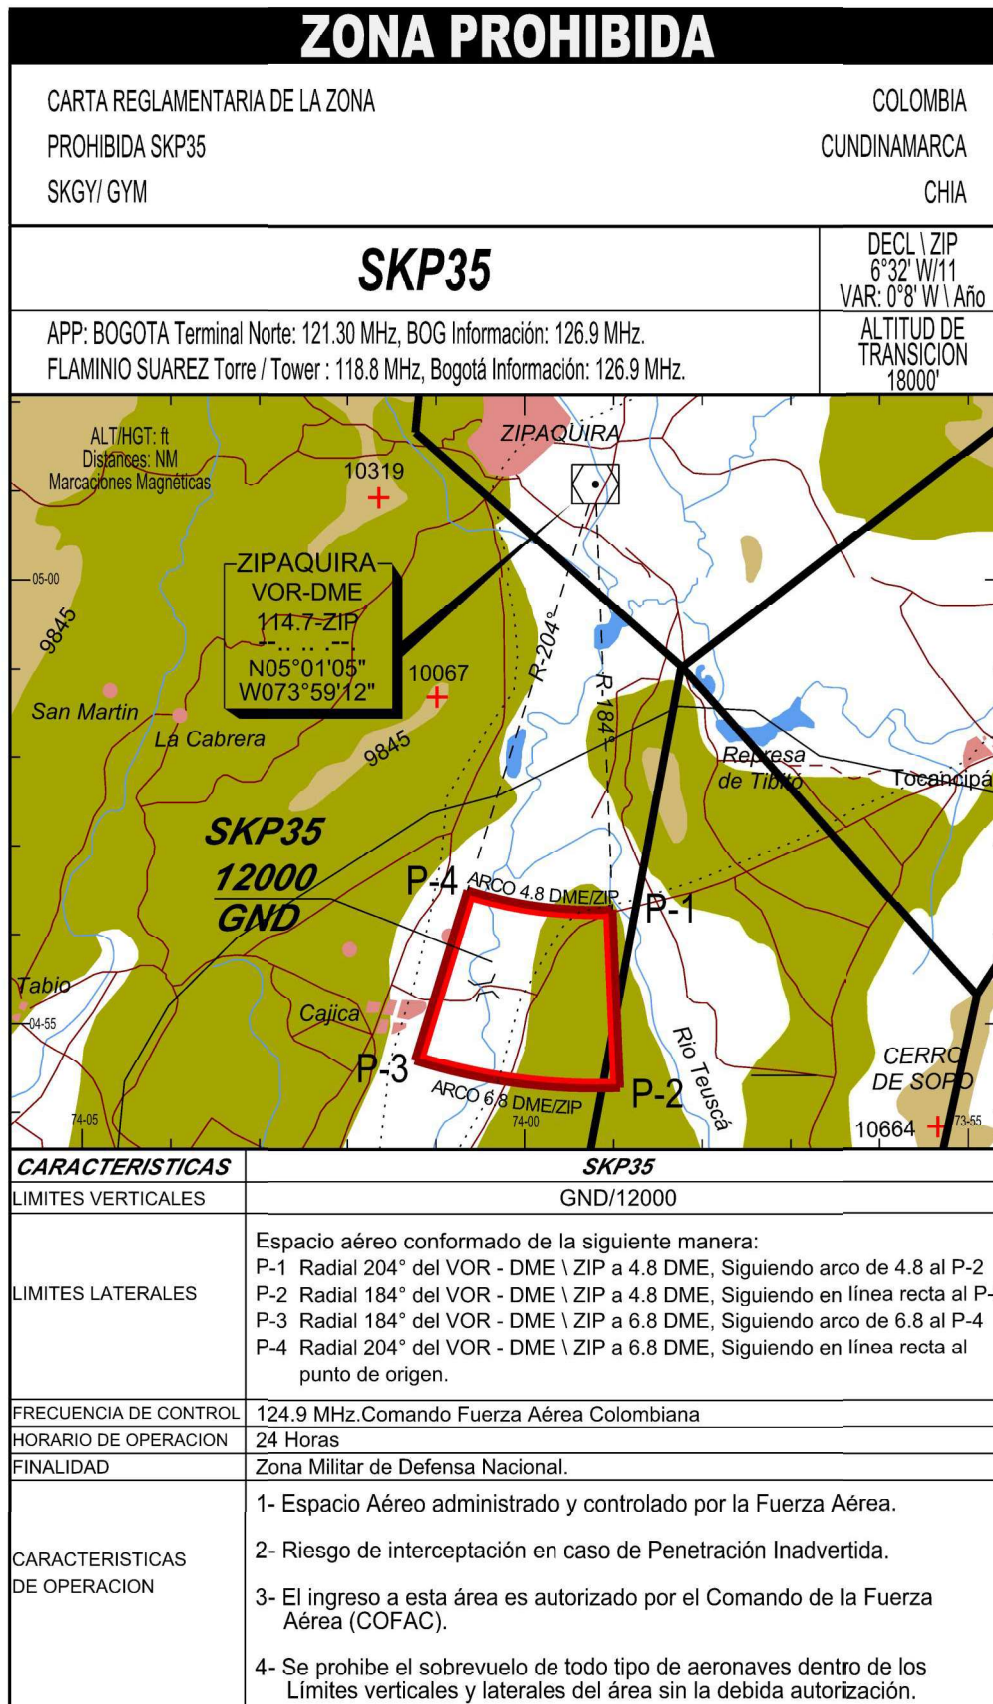 ZONA PROHIBIDA
CARTA REGLAMENTARIA DE LA ZONA
PROHIBIDA SKP35
SKGY/ GYM
COLOMBIA
CUNDINAMARCA
CHIA
SKP35
DECL \ ZIP
6°32' W/11
VAR: 0°8' W \ Año
APP: BOGOTA Terminal Norte: 121.30 MHz, BOG Información: 126.9 MHz.
FLAMINIO SUAREZ Torre / Tower : 118.8 MHz, Bogotá Información: 126.9 MHz.
ALTITUD DE
TRANSICION
18000'
ALT/HGT: ft
Distances: NM
Marcaciones Magnéticas
ZIPAQUIRA
10319
05-00
9845
ZIPAQUIRA
VOR-DME
114.7-ZIP
--.. .. .--.
N05°01'05"
W073°59'12"
R-204°
R-184°
10067
San Martin
La Cabrera
9845
Represa
de Tibitó
Tocancipá
SKP35
12000
GND
P-4
ARCO 4.8 DME/ZIP
P-1
Tabio
04-55
Cajica
P-3
ARCO 6.8 DME/ZIP
P-2
Rio Teuscá
CERRO
DE SOPO
10664
74-05
74-00
73-55
CARACTERISTICAS
SKP35
LIMITES VERTICALES
GND/12000
LIMITES LATERALES
Espacio aéreo conformado de la siguiente manera:
P-1 Radial 204° del VOR - DME \ ZIP a 4.8 DME, Siguiendo arco de 4.8 al P-2
P-2 Radial 184° del VOR - DME \ ZIP a 4.8 DME, Siguiendo en línea recta al P-
P-3 Radial 184° del VOR - DME \ ZIP a 6.8 DME, Siguiendo arco de 6.8 al P-4
P-4 Radial 204° del VOR - DME \ ZIP a 6.8 DME, Siguiendo en línea recta al
punto de origen.
FRECUENCIA DE CONTROL
124.9 MHz.Comando Fuerza Aérea Colombiana
HORARIO DE OPERACION
24 Horas
FINALIDAD
Zona Militar de Defensa Nacional.
CARACTERISTICAS
DE OPERACION
1- Espacio Aéreo administrado y controlado por la Fuerza Aérea.
2- Riesgo de interceptación en caso de Penetración Inadvertida.
3- El ingreso a esta área es autorizado por el Comando de la Fuerza
Aérea (COFAC).
4- Se prohibe el sobrevuelo de todo tipo de aeronaves dentro de los
Límites verticales y laterales del área sin la debida autorización.